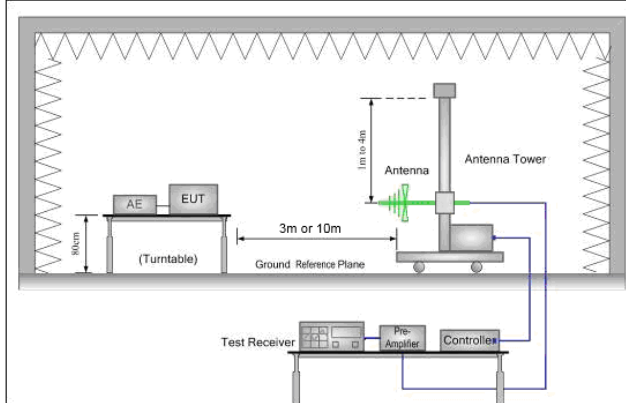 1m to 4m
Antenna
Antenna Tower
AE
EUT
80cm
(Turntable)
3m or 10m
Ground Reference Plane
Test Receiver
Pre-
Amplifier
Controller